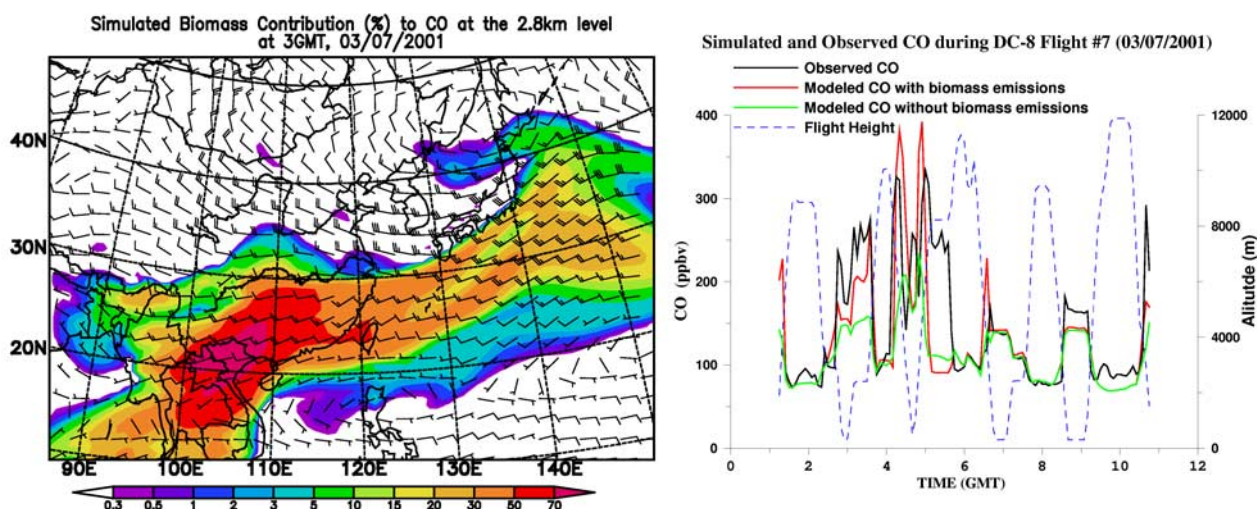 Simulated Biomass Contribution (%) to CO at the 2.8km level
at 3GMT, 03/07/2001
40N
30N
20N
90E 100E 110E 120E 130E 140E
0.3 0.5 1 2 3 5 10 15 20 30 50 70
Simulated and Observed CO during DC-8 Flight #7 (03/07/2001)
Observed CO
Modeled CO with biomass emissions
Modeled CO without biomass emissions
Flight Height
400
300
200
100
0
CO (ppbv)
12000
8000
4000
0
Alitutde (m)
0 2 4 6 8 10 12
TIME (GMT)